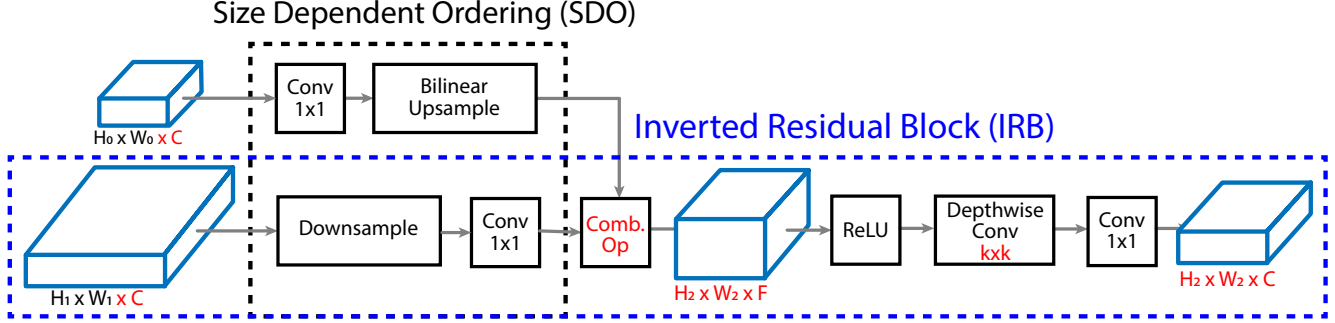 Size Dependent Ordering (SDO)
Conv
1x1
Bilinear
Upsample
H₀ x W₀ x C
Inverted Residual Block (IRB)
Downsample
Conv
1x1
Comb.
Op
ReLU
Depthwise
Conv
kxk
Conv
1x1
H₁ x W₁ x C
H₂ x W₂ x F
H₂ x W₂ x C